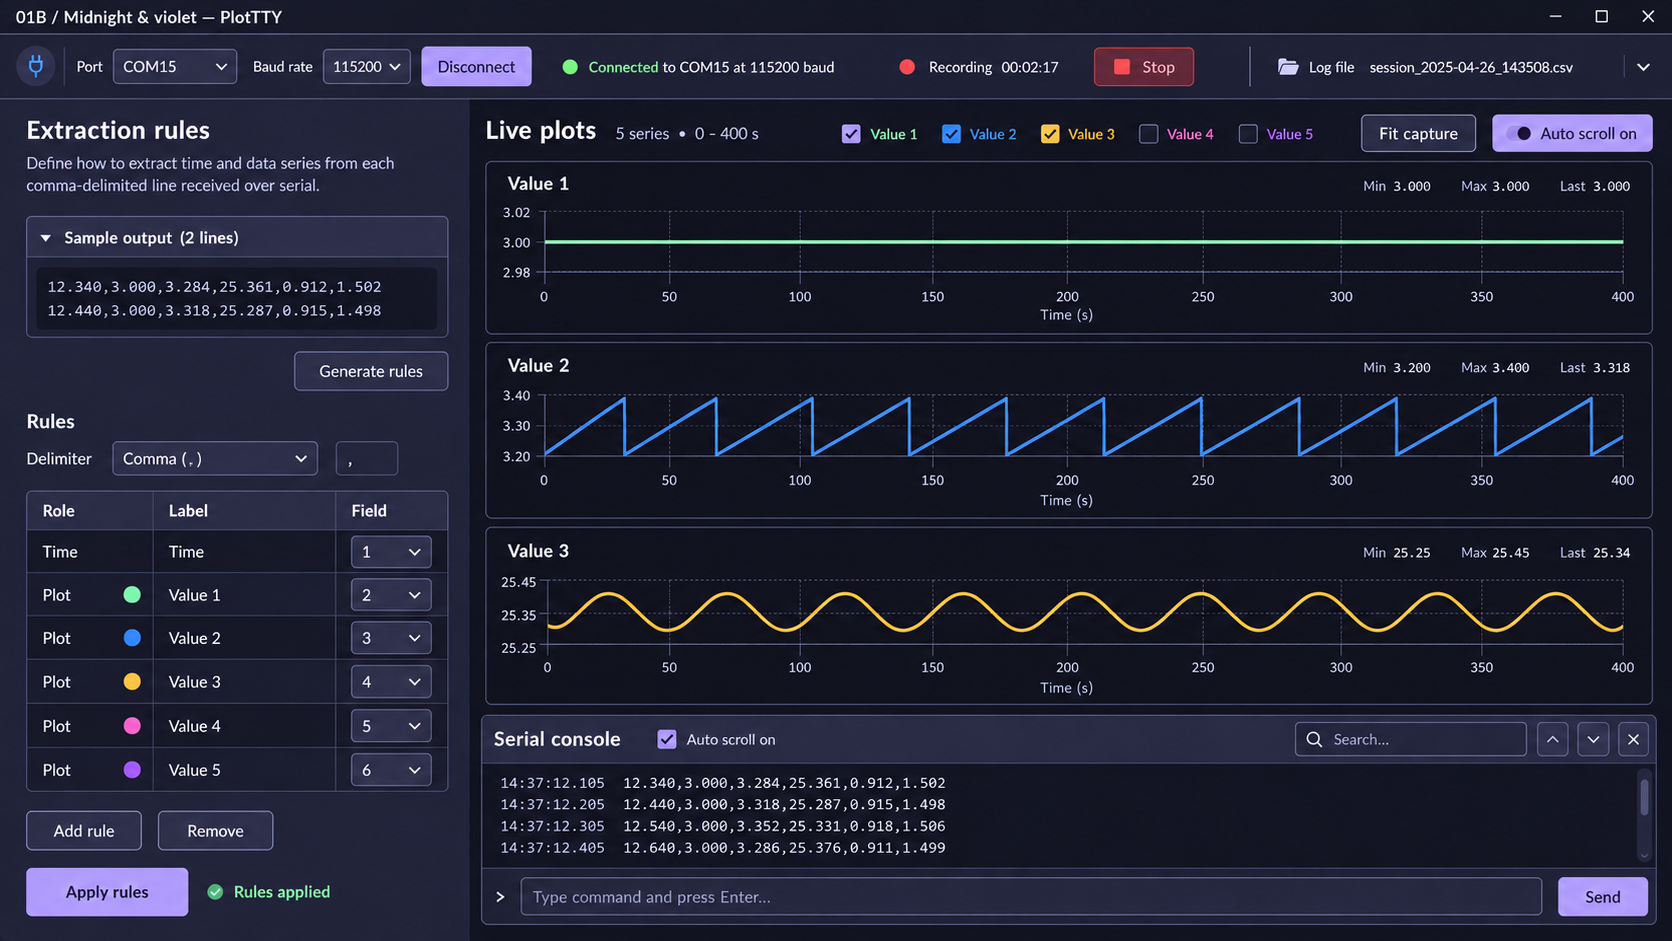 01B / Midnight & violet — PlotTTY
Port COM15 Baud rate 115200 Disconnect Connected to COM15 at 115200 baud Recording 00:02:17 Stop Log file session_2025-04-26_143508.csv
Extraction rules
Define how to extract time and data series from each
comma-delimited line received over serial.
Sample output (2 lines)
12.340,3.000,3.284,25.361,0.912,1.502
12.440,3.000,3.318,25.287,0.915,1.498
Generate rules
Rules
Delimiter Comma (,) ,
Role Label Field
Time Time 1
Plot Value 1 2
Plot Value 2 3
Plot Value 3 4
Plot Value 4 5
Plot Value 5 6
Add rule Remove
Apply rules Rules applied
Live plots 5 series • 0 – 400 s Value 1 Value 2 Value 3 Value 4 Value 5 Fit capture Auto scroll on
Value 1 Min 3.000 Max 3.000 Last 3.000
3.02
3.00
2.98
0 50 100 150 200 250 300 350 400
Time (s)
Value 2 Min 3.200 Max 3.400 Last 3.318
3.40
3.30
3.20
0 50 100 150 200 250 300 350 400
Time (s)
Value 3 Min 25.25 Max 25.45 Last 25.34
25.45
25.35
25.25
0 50 100 150 200 250 300 350 400
Time (s)
Serial console Auto scroll on Search...
14:37:12.105 12.340,3.000,3.284,25.361,0.912,1.502
14:37:12.205 12.440,3.000,3.318,25.287,0.915,1.498
14:37:12.305 12.540,3.000,3.352,25.331,0.918,1.506
14:37:12.405 12.640,3.000,3.286,25.376,0.911,1.499
> Type command and press Enter... Send